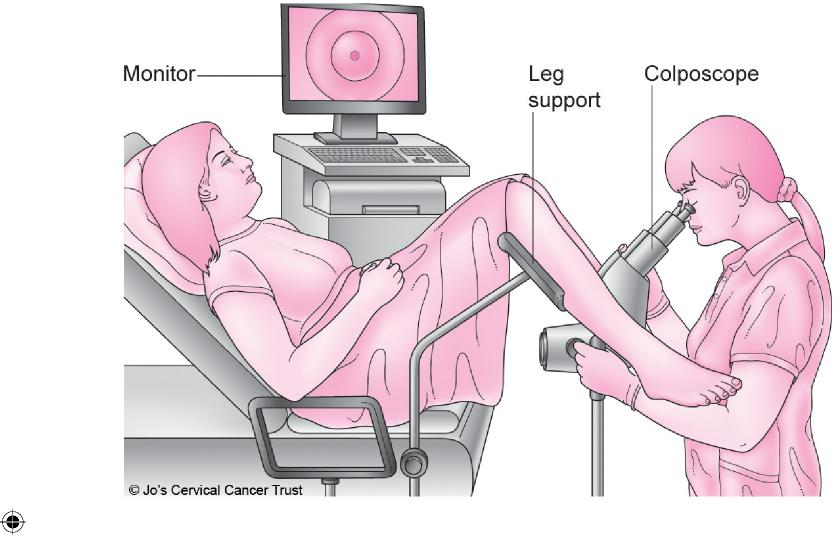 Monitor
Leg
support
Colposcope
© Jo's Cervical Cancer Trust